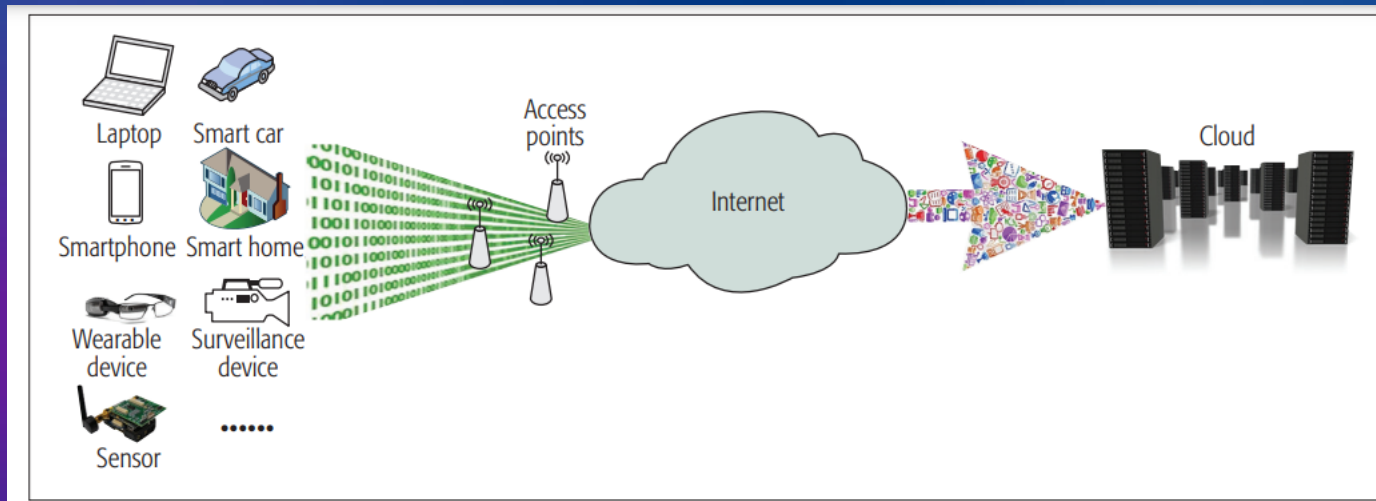 Laptop
Smart car
Smartphone
Smart home
Wearable
device
Surveillance
device
Sensor
......
Access
points
Internet
Cloud